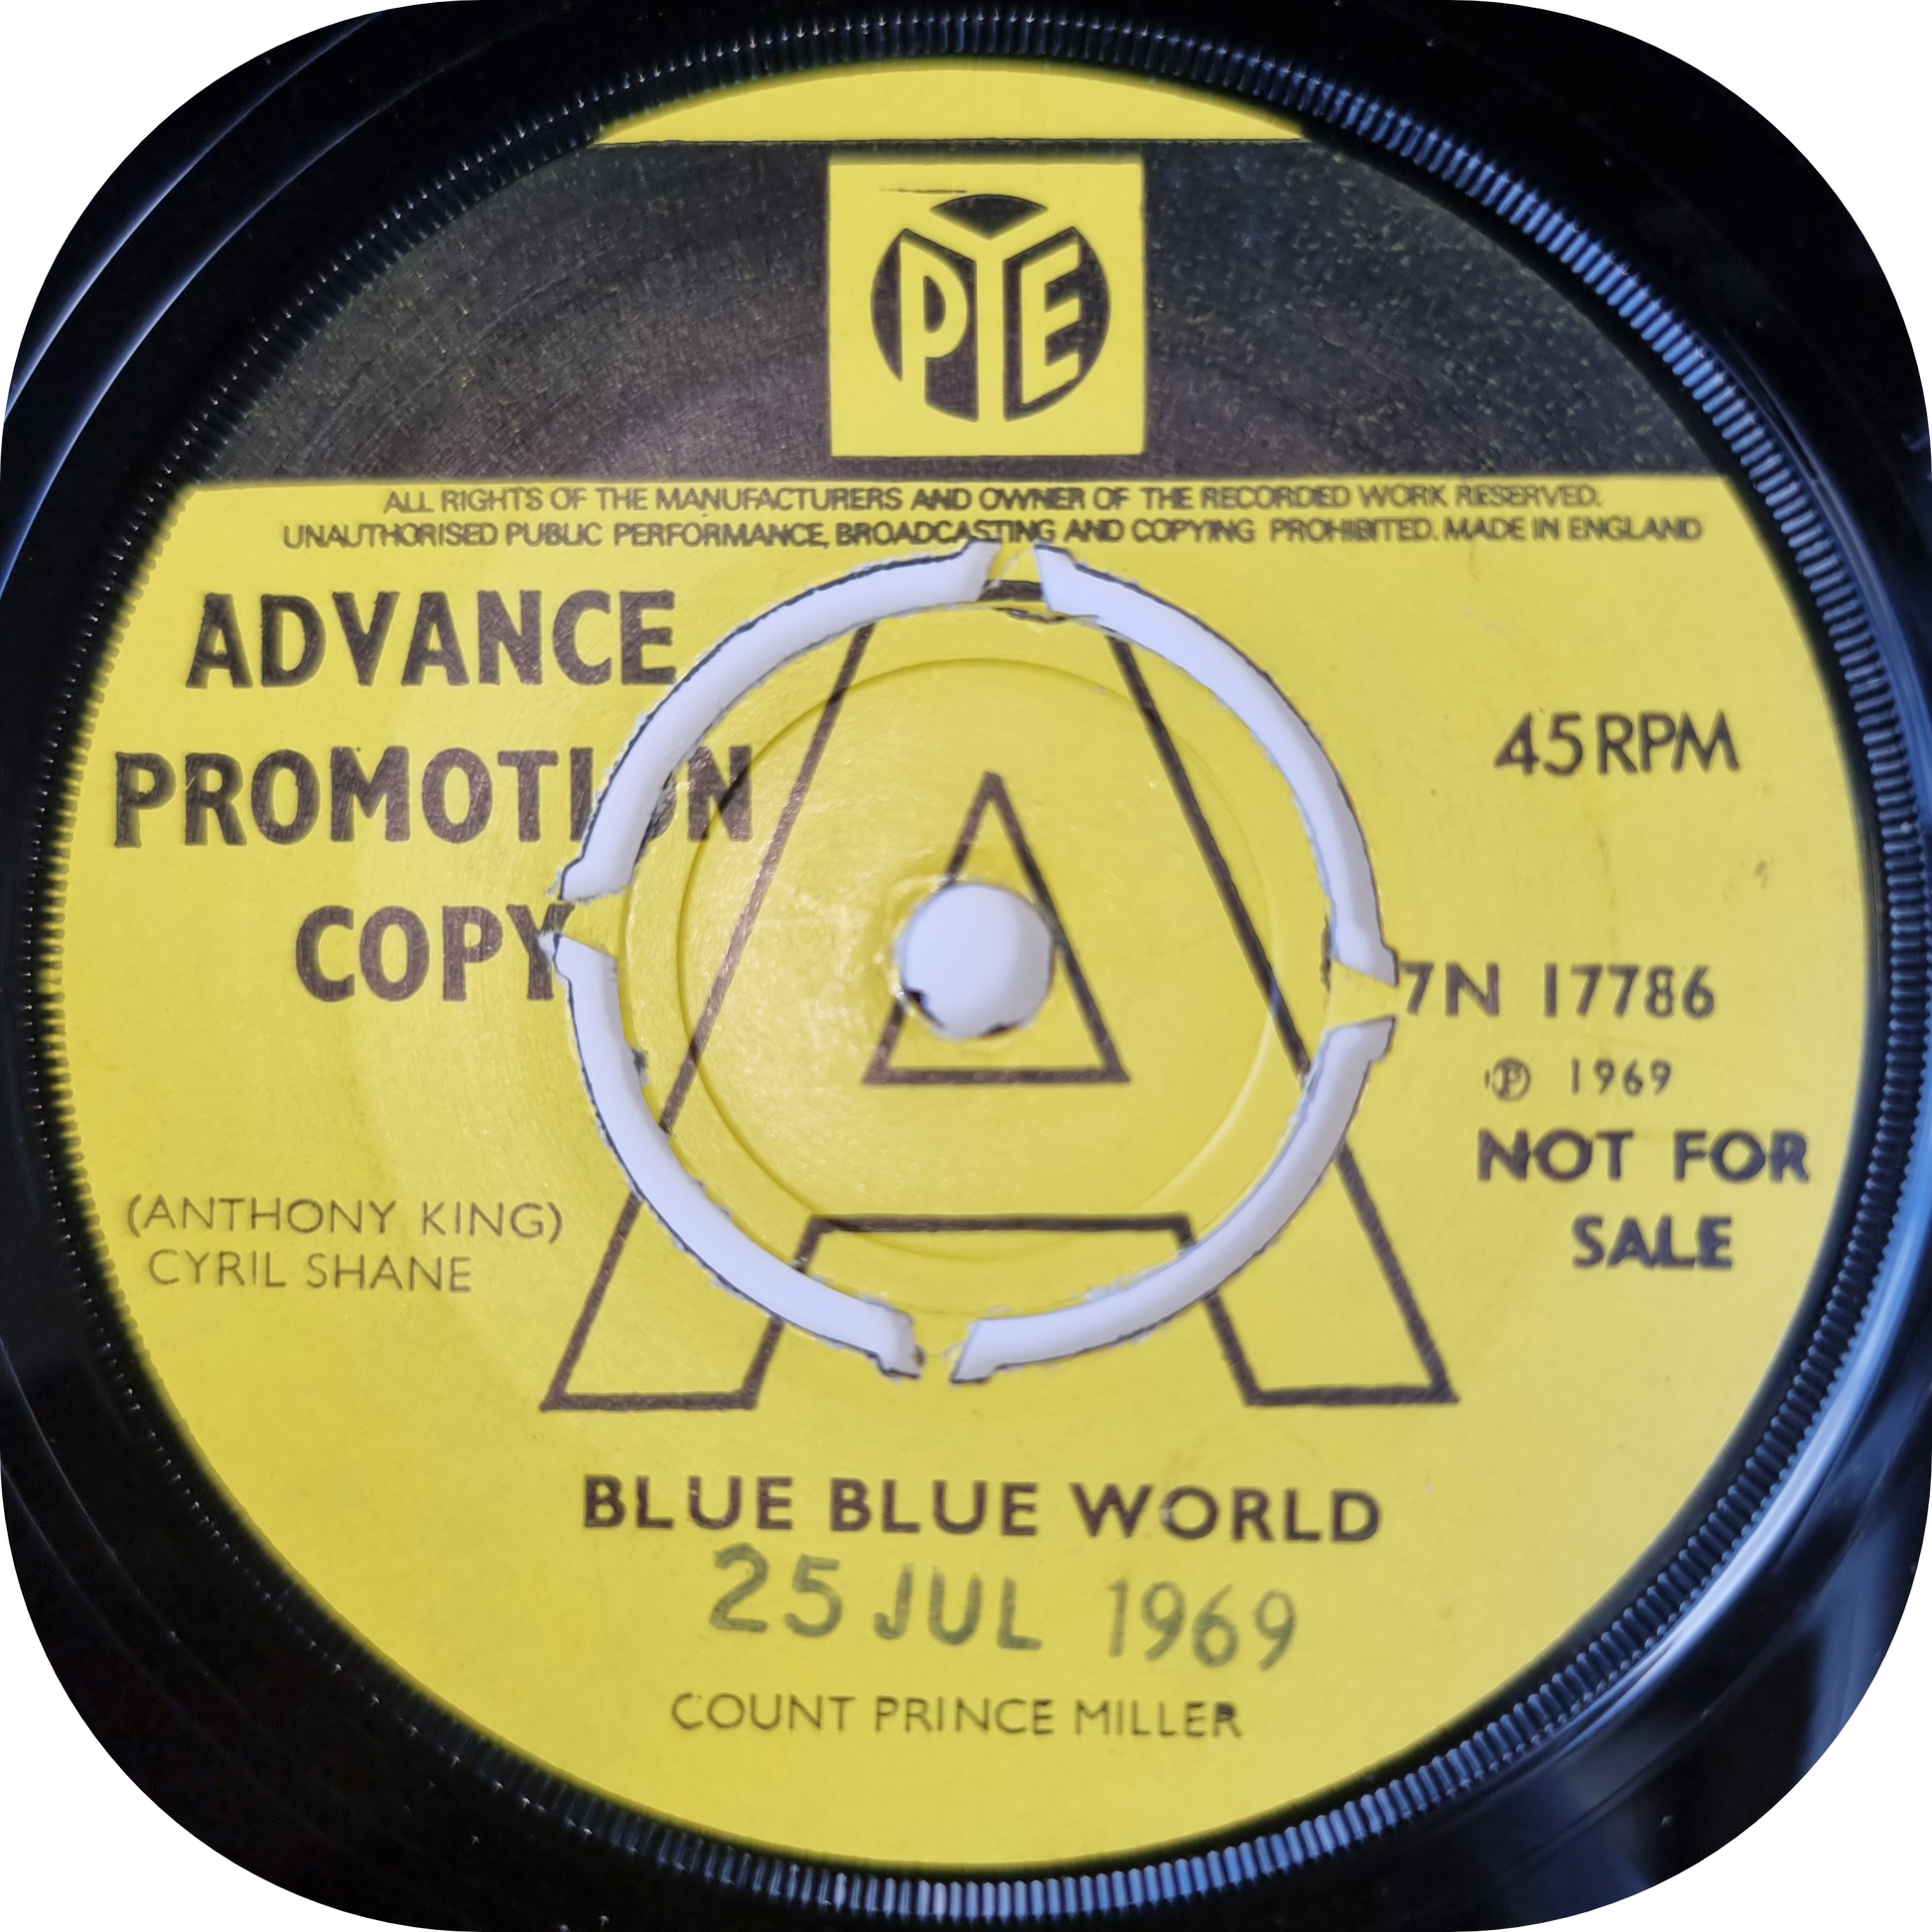 PYE
ALL RIGHTS OF THE MANUFACTURERS AND OWNER OF THE RECORDED WORK RESERVED.
UNAUTHORISED PUBLIC PERFORMANCE, BROADCASTING AND COPYING PROHIBITED. MADE IN ENGLAND
ADVANCE
PROMOTION
COPY
A
45 RPM
7N 17786
℗ 1969
NOT FOR
SALE
(ANTHONY KING)
CYRIL SHANE
BLUE BLUE WORLD
25 JUL 1969
COUNT PRINCE MILLER